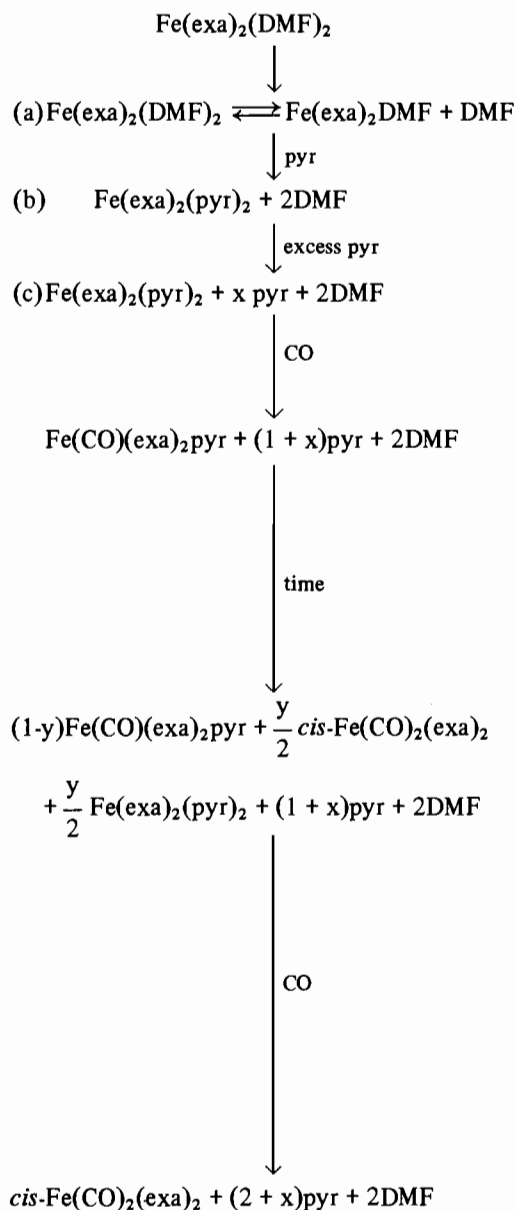 Fe(exa)₂(DMF)₂
(a)Fe(exa)₂(DMF)₂ ⇌ Fe(exa)₂DMF + DMF
pyr
(b) Fe(exa)₂(pyr)₂ + 2DMF
excess pyr
(c)Fe(exa)₂(pyr)₂ + x pyr + 2DMF
CO
Fe(CO)(exa)₂pyr + (1 + x)pyr + 2DMF
time
(1-y)Fe(CO)(exa)₂pyr + y/2 cis-Fe(CO)₂(exa)₂
+ y/2 Fe(exa)₂(pyr)₂ + (1 + x)pyr + 2DMF
CO
cis-Fe(CO)₂(exa)₂ + (2 + x)pyr + 2DMF